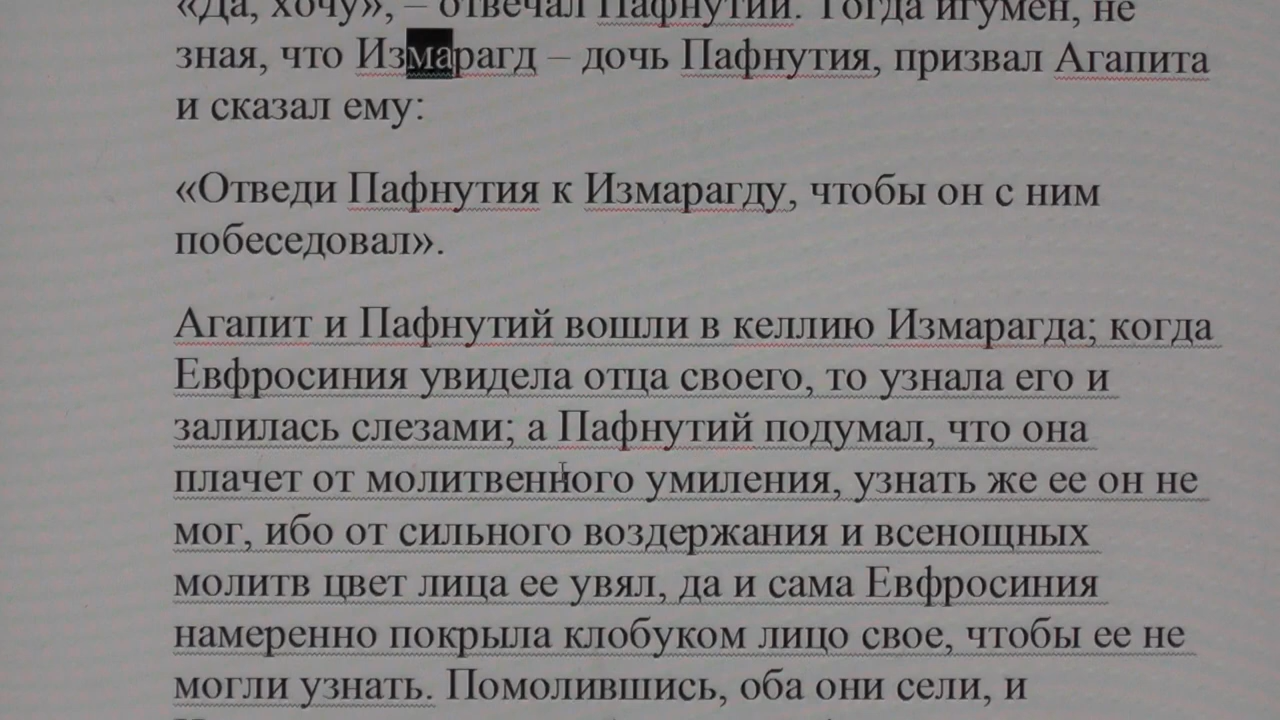 «Да, хочу», – отвечал Пафнутий. Тогда игумен, не
зная, что Измарагд – дочь Пафнутия, призвал Агапита
и сказал ему:
«Отведи Пафнутия к Измарагду, чтобы он с ним
побеседовал».
Агапит и Пафнутий вошли в келлию Измарагда; когда
Евфросиния увидела отца своего, то узнала его и
залилась слезами; а Пафнутий подумал, что она
плачет от молитвенного умиления, узнать же ее он не
мог, ибо от сильного воздержания и всенощных
молитв цвет лица ее увял, да и сама Евфросиния
намеренно покрыла клобуком лицо свое, чтобы ее не
могли узнать. Помолившись, оба они сели, и